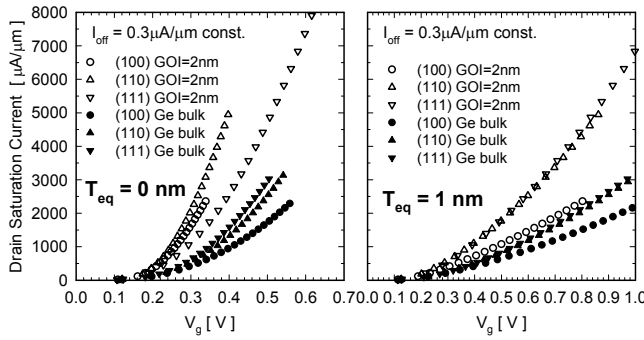 Drain Saturation Current [ μA/μm]
8000
7000
6000
5000
4000
3000
2000
1000
0
I_off = 0.3μA/μm const.
(100) GOI=2nm
(110) GOI=2nm
(111) GOI=2nm
(100) Ge bulk
(110) Ge bulk
(111) Ge bulk
T_eq = 0 nm
0.0 0.1 0.2 0.3 0.4 0.5 0.6 0.7
V_g [ V ]
I_off = 0.3μA/μm const.
(100) GOI=2nm
(110) GOI=2nm
(111) GOI=2nm
(100) Ge bulk
(110) Ge bulk
(111) Ge bulk
T_eq = 1 nm
0.0 0.1 0.2 0.3 0.4 0.5 0.6 0.7 0.8 0.9 1.0
V_g [ V ]